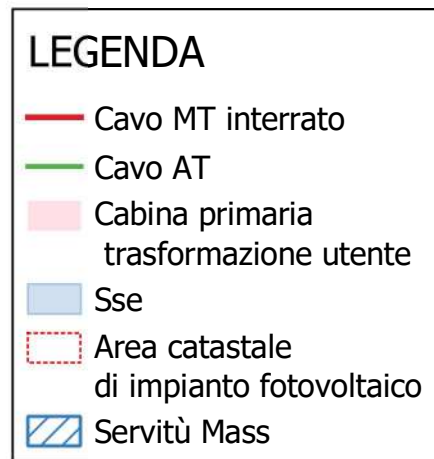 LEGENDA
Cavo MT interrato
Cavo AT
Cabina primaria
trasformazione utente
Sse
Area catastale
di impianto fotovoltaico
Servitù Mass